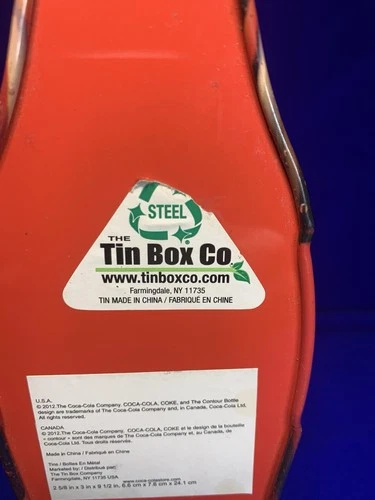 STEEL
THE
Tin Box Co
www.tinboxco.com
Farmingdale, NY 11735
TIN MADE IN CHINA / FABRIQUÉ EN CHINE
U.S.A.
© 2012,The Coca-Cola Company. COCA-COLA, COKE, and The Contour Bottle
design are trademarks of The Coca-Cola Company and, in Canada, Coca-Cola Ltd.
All rights reserved.
CANADA
© 2012,The Coca-Cola Company. COCA-COLA, COKE et le design de la bouteille
« contour » sont des marques de The Coca-Cola Company et, au Canada, de
Coca-Cola Ltd. Tous droits réservés.
Made in China / Fabriqué en Chine
Tins / Boîtes En Métal
Marketed by: / Distribué par:
The Tin Box Company
Farmingdale, NY 11735 USA
www.coca-colastore.com
2.5/8 in x 3 in x 9 1/2 in, 6.6 cm x 7.6 cm x 24.1 cm